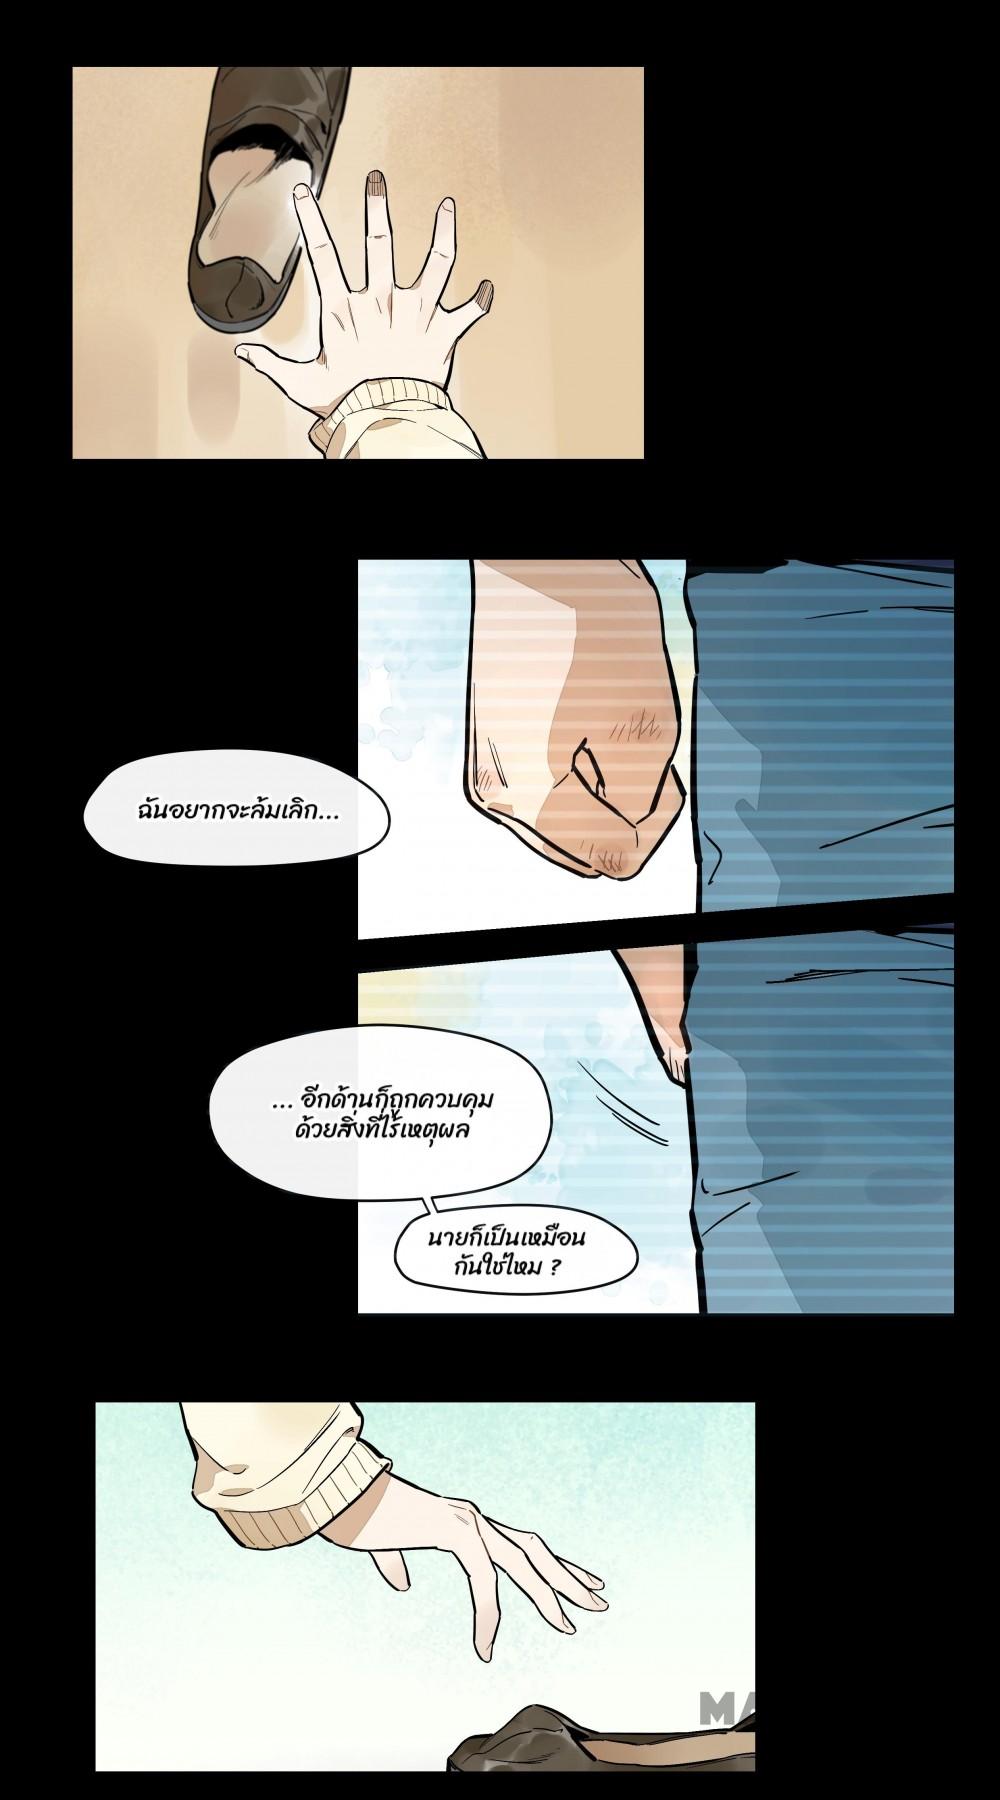 ฉันอยากจะล้มเลิก...
... อีกด้านก็ถูกควบคุม
ด้วยสิ่งที่ไร้เหตุผล
นายก็เป็นเหมือน
กันใช่ไหม ?
MA